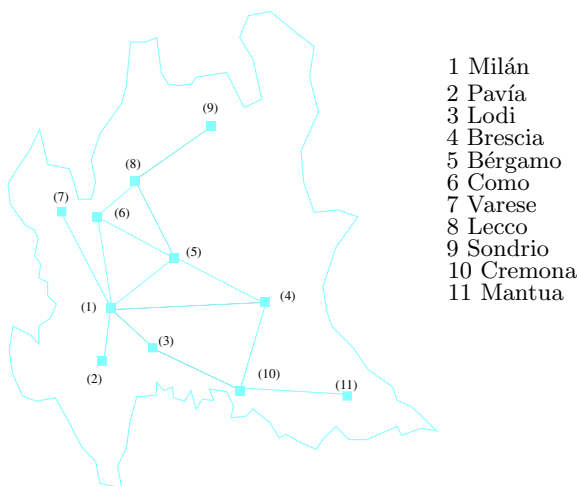 (9)
(8)
(7)
(6)
(5)
(4)
(1)
(3)
(10)
(2)
(11)
1 Milán
2 Pavía
3 Lodi
4 Brescia
5 Bérgamo
6 Como
7 Varese
8 Lecco
9 Sondrio
10 Cremona
11 Mantua